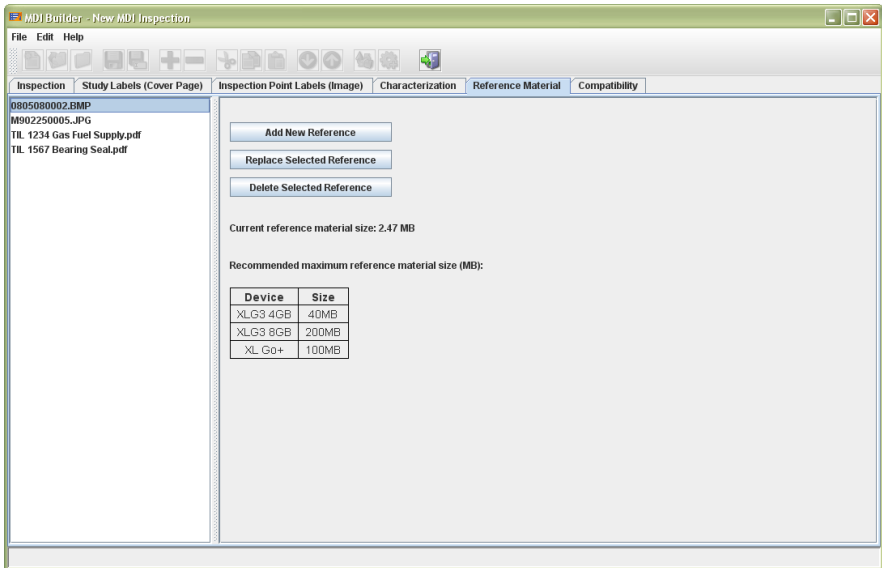 MDI Builder - New MDI Inspection
File Edit Help
Inspection Study Labels (Cover Page) Inspection Point Labels (Image) Characterization Reference Material Compatibility
0805080002.BMP
M902250005.JPG
TIL 1234 Gas Fuel Supply.pdf
TIL 1567 Bearing Seal.pdf
Add New Reference
Replace Selected Reference
Delete Selected Reference
Current reference material size: 2.47 MB
Recommended maximum reference material size (MB):
Device Size
XLG3 4GB 40MB
XLG3 8GB 200MB
XL Go+ 100MB